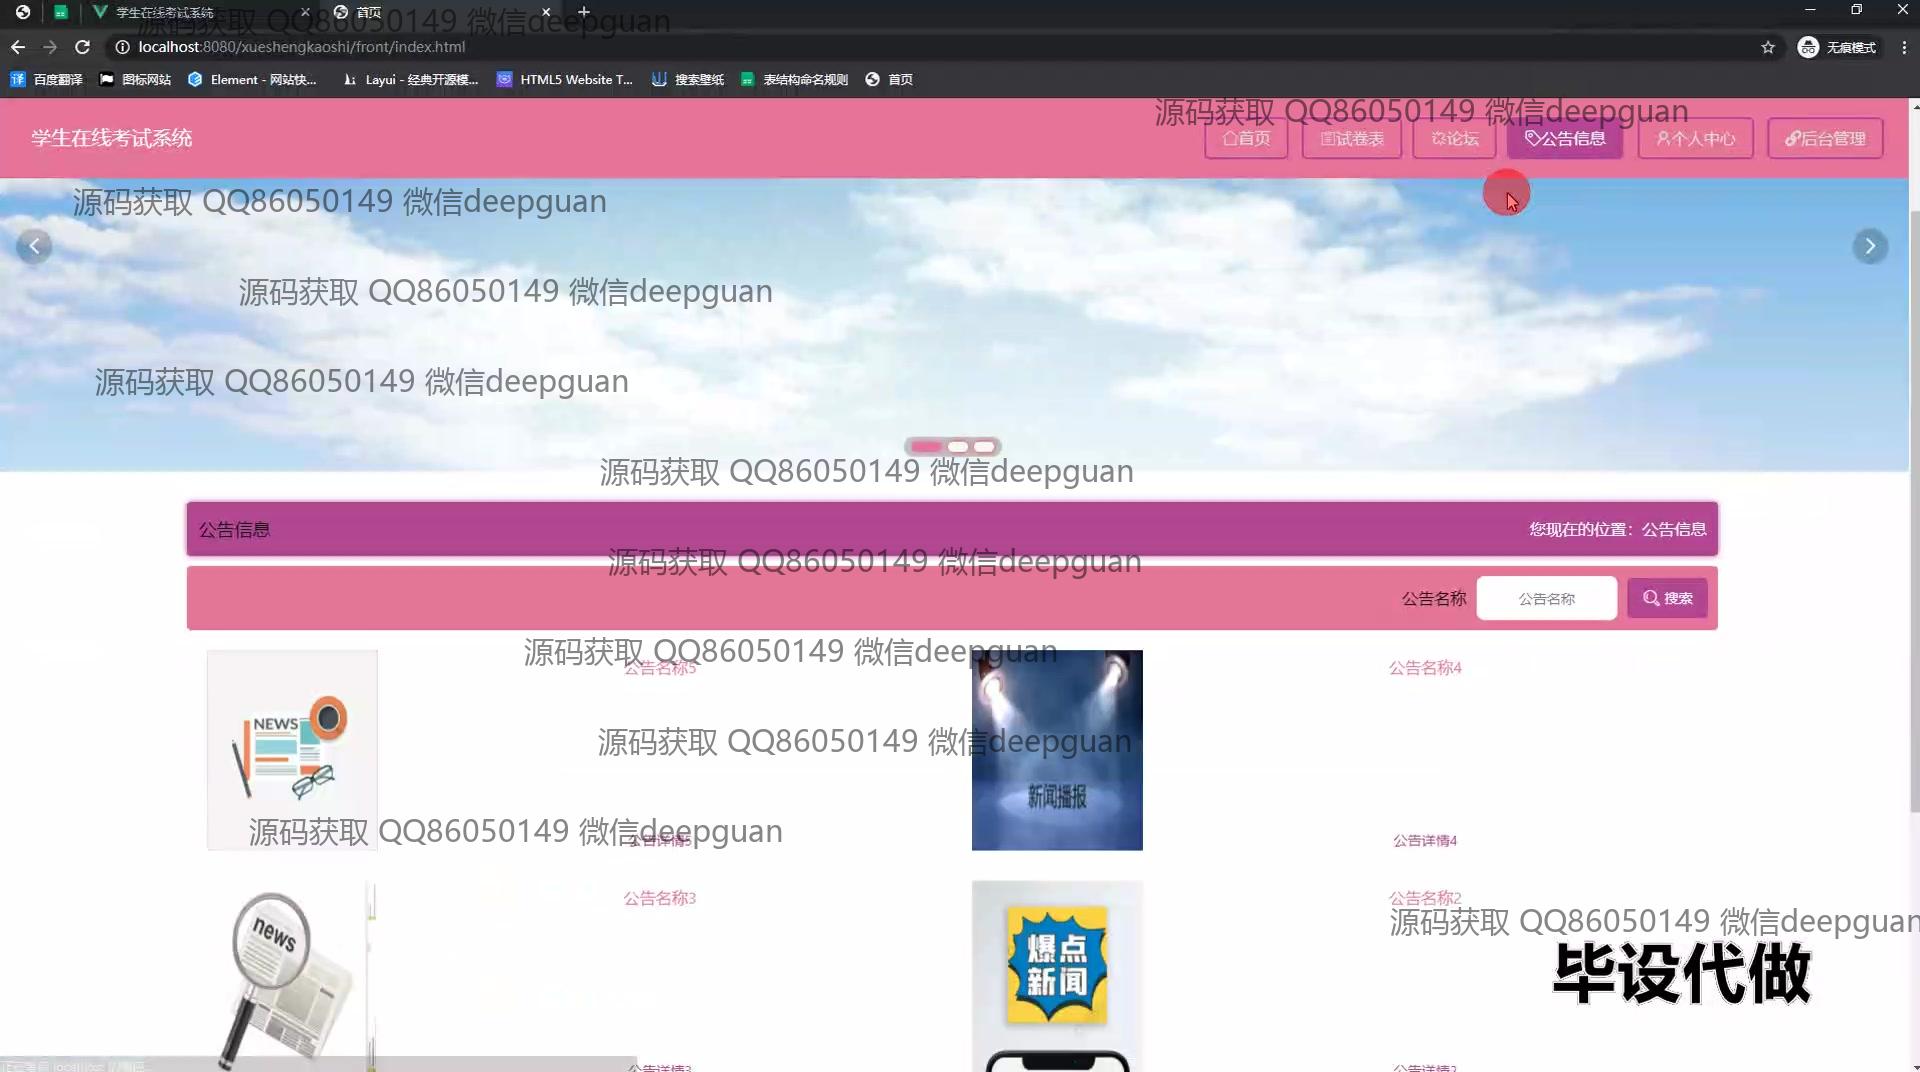 学生在线考试系统
首页
源码获取 QQ86050149 微信deepguan
localhost:8080/xueshengkaoshi/front/index.html
无痕模式
百度翻译
图标网站
Element - 网站快...
Layui - 经典开源模...
HTML5 Website T...
搜索壁纸
表结构命名规则
首页
源码获取 QQ86050149 微信deepguan
学生在线考试系统
首页
试卷表
论坛
公告信息
个人中心
后台管理
源码获取 QQ86050149 微信deepguan
源码获取 QQ86050149 微信deepguan
源码获取 QQ86050149 微信deepguan
源码获取 QQ86050149 微信deepguan
公告信息
您现在的位置：公告信息
源码获取 QQ86050149 微信deepguan
公告名称
公告名称
搜索
源码获取 QQ86050149 微信deepguan
公告名称5
公告名称4
NEWS
源码获取 QQ86050149 微信deepguan
新闻播报
源码获取 QQ86050149 微信deepguan
公告详情5
公告详情4
公告名称3
公告名称2
源码获取 QQ86050149 微信deepguan
news
爆点
新闻
毕设代做
公告详情3
公告详情2